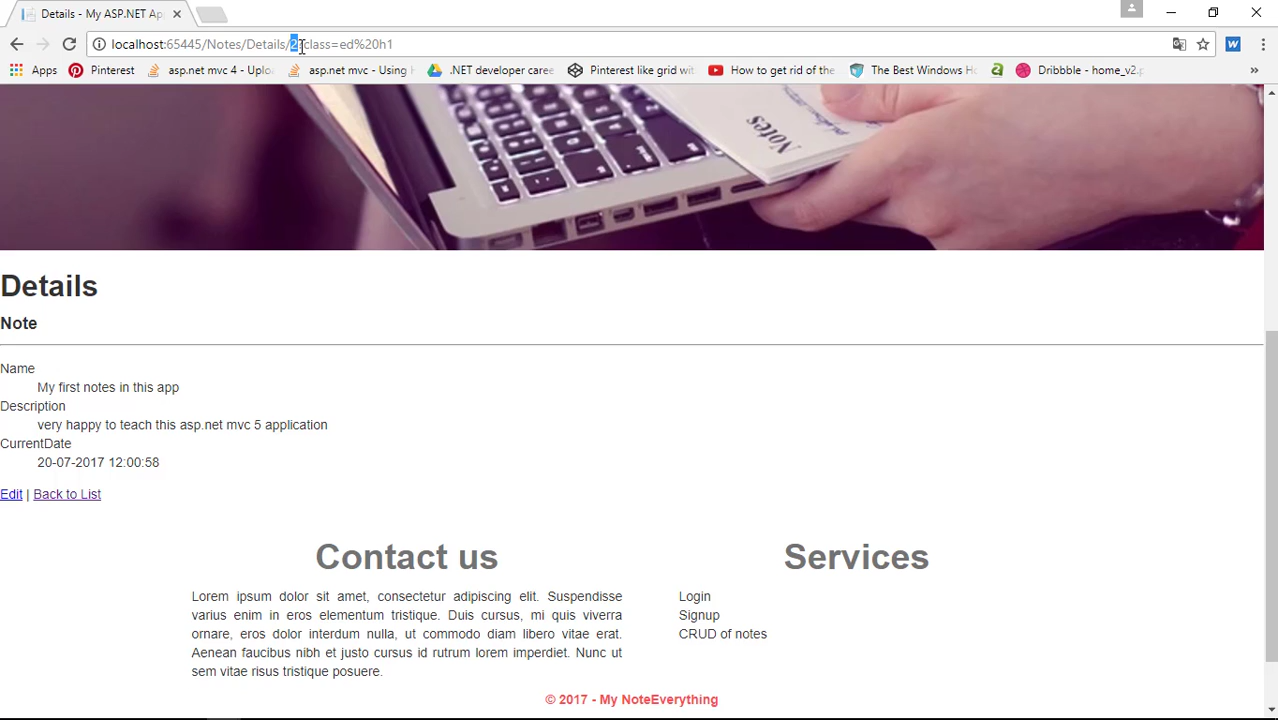 Details - My ASP.NET Ap
localhost:65445/Notes/Details/2?class=ed%20h1
Apps Pinterest asp.net mvc 4 - Uplo asp.net mvc - Using .NET developer care Pinterest like grid wit How to get rid of the The Best Windows H Dribbble - home_v2.p »
Notes
Details
Note
Name
My first notes in this app
Description
very happy to teach this asp.net mvc 5 application
CurrentDate
20-07-2017 12:00:58
Edit | Back to List
Contact us
Lorem ipsum dolor sit amet, consectetur adipiscing elit. Suspendisse
varius enim in eros elementum tristique. Duis cursus, mi quis viverra
ornare, eros dolor interdum nulla, ut commodo diam libero vitae erat.
Aenean faucibus nibh et justo cursus id rutrum lorem imperdiet. Nunc ut
sem vitae risus tristique posuere.
Services
Login
Signup
CRUD of notes
© 2017 - My NoteEverything